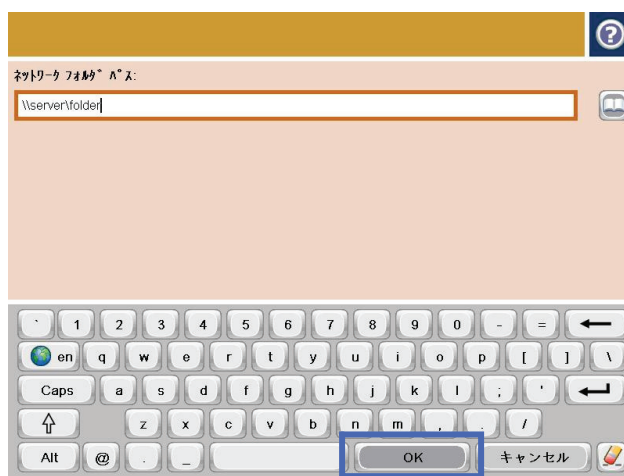 ?
ﾈｯﾄﾜｰｸ ﾌｫﾙﾀﾞ ﾊﾟｽ:
\\server\folder
` 1 2 3 4 5 6 7 8 9 0 - =
en q w e r t y u i o p [ ] \
Caps a s d f g h j k l ; '
z x c v b n m , . /
Alt @ . _ OK キャンセル